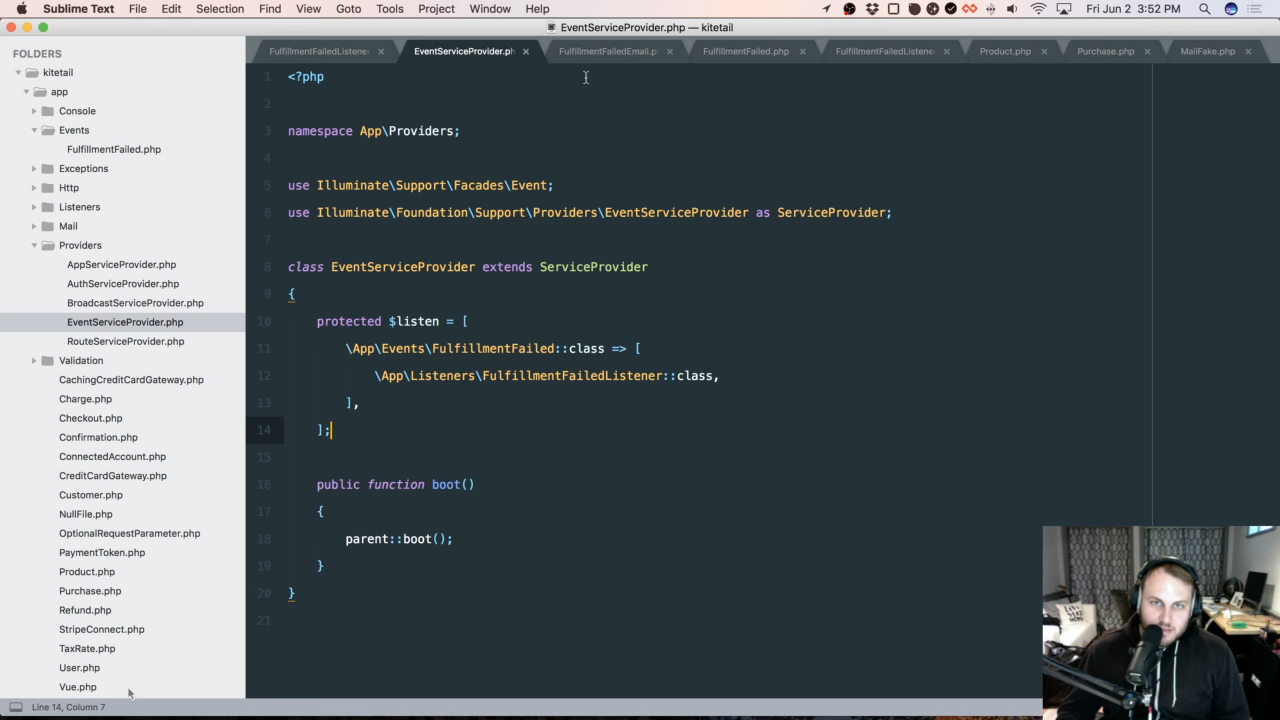 Sublime Text File Edit Selection Find View Goto Tools Project Window Help Fri Jun 2 3:52 PM
EventServiceProvider.php — kitetail
FulfillmentFailedListener EventServiceProvider.ph FulfillmentFailedEmail.p FulfillmentFailed.php FulfillmentFailedListene Product.php Purchase.php MailFake.php
FOLDERS
kitetail
app
Console
Events
FulfillmentFailed.php
Exceptions
Http
Listeners
Mail
Providers
AppServiceProvider.php
AuthServiceProvider.php
BroadcastServiceProvider.php
EventServiceProvider.php
RouteServiceProvider.php
Validation
CachingCreditCardGateway.php
Charge.php
Checkout.php
Confirmation.php
ConnectedAccount.php
CreditCardGateway.php
Customer.php
NullFile.php
OptionalRequestParameter.php
PaymentToken.php
Product.php
Purchase.php
Refund.php
StripeConnect.php
TaxRate.php
User.php
Vue.php
1 <?php
2
3 namespace App\Providers;
4
5 use Illuminate\Support\Facades\Event;
6 use Illuminate\Foundation\Support\Providers\EventServiceProvider as ServiceProvider;
7
8 class EventServiceProvider extends ServiceProvider
9 {
10 protected $listen = [
11 \App\Events\FulfillmentFailed::class => [
12 \App\Listeners\FulfillmentFailedListener::class,
13 ],
14 ];
15
16 public function boot()
17 {
18 parent::boot();
19 }
20 }
21
Line 14, Column 7